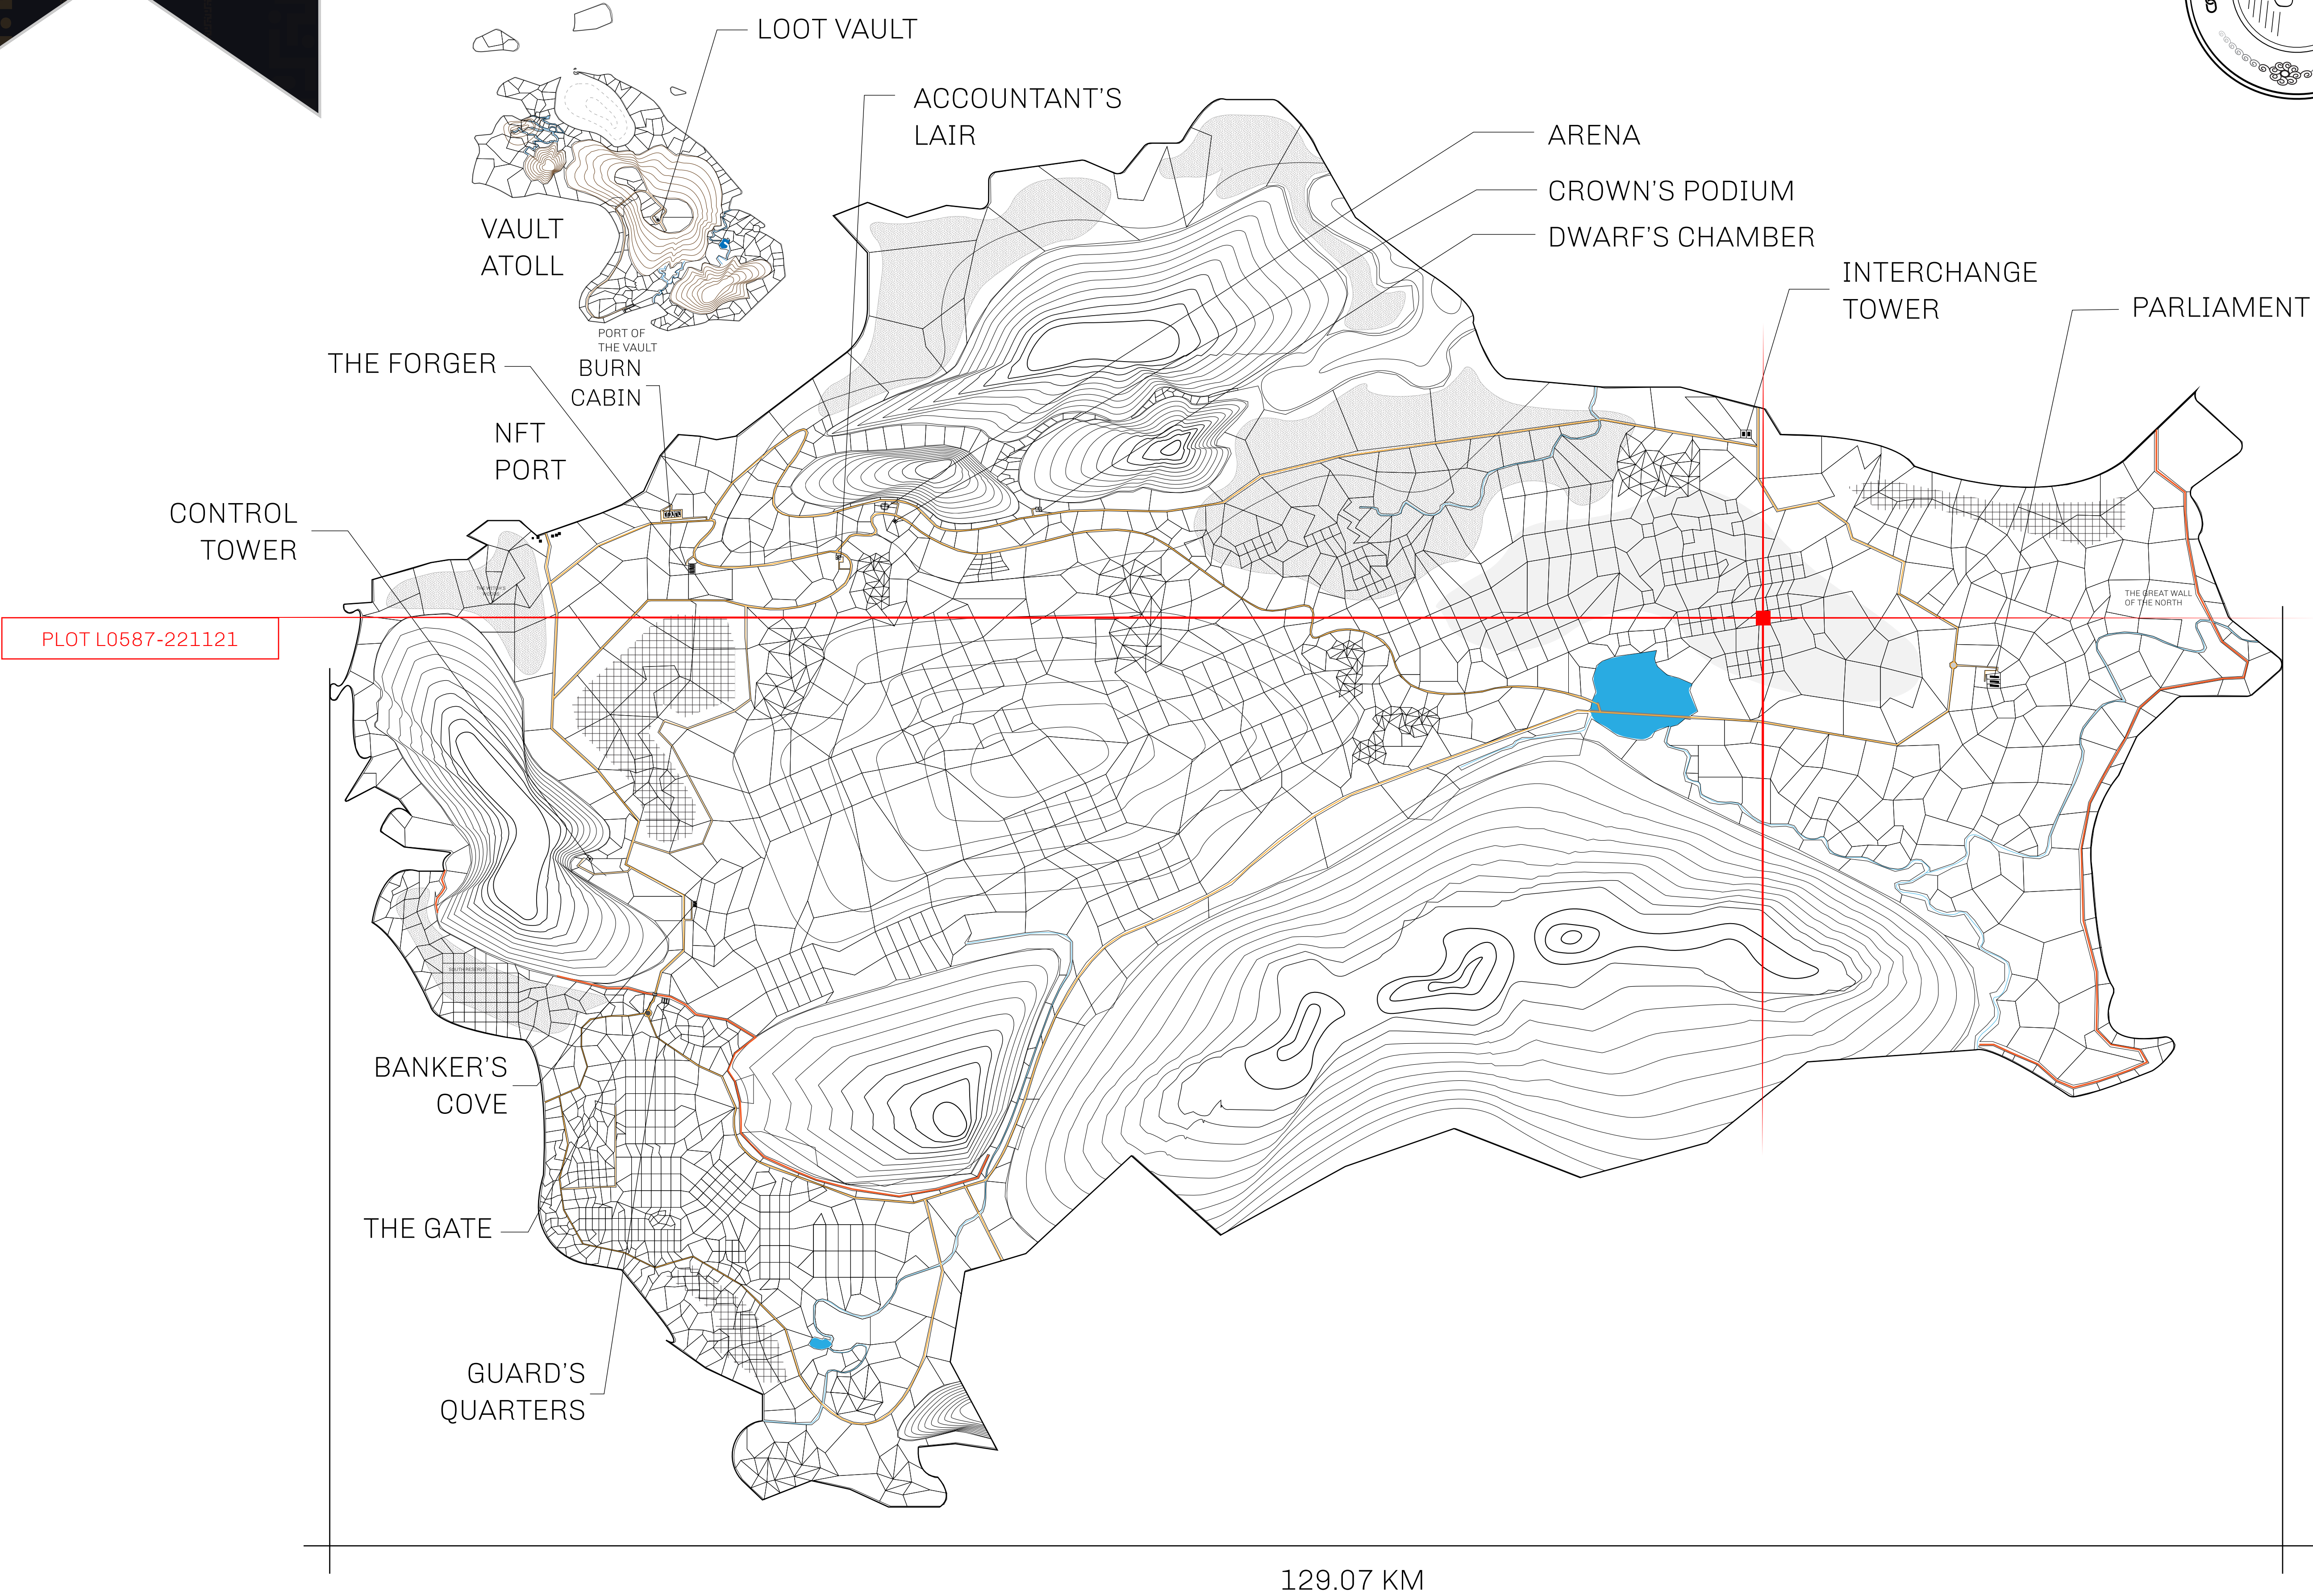 LOOT VAULT
ACCOUNTANT'S
LAIR
ARENA
CROWN'S PODIUM
DWARF'S CHAMBER
INTERCHANGE
TOWER
PARLIAMENT
VAULT
ATOLL
PORT OF
THE VAULT
THE FORGER
BURN
CABIN
NFT
PORT
CONTROL
TOWER
THE GREAT WALL
OF THE NORTH
PLOT L0587-221121
SOUTH RESERVE
BANKER'S
COVE
THE GATE
GUARD'S
QUARTERS
129.07 KM